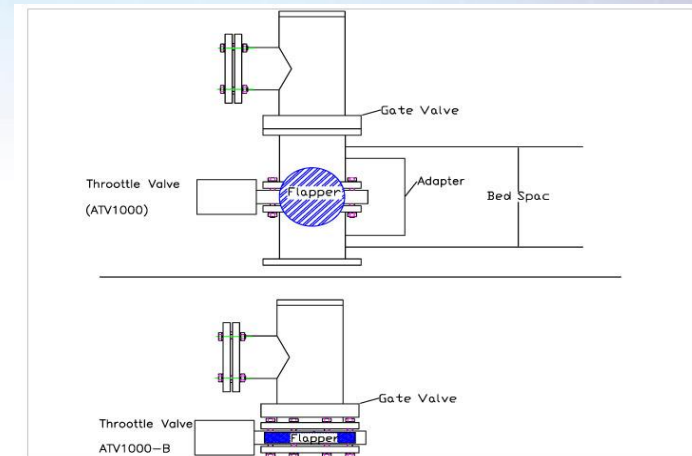 Gate Valve
Throottle Valve
(ATV1000)
Flapper
Adapter
Bed Spac
Gate Valve
Throottle Valve
ATV1000-B
Flapper